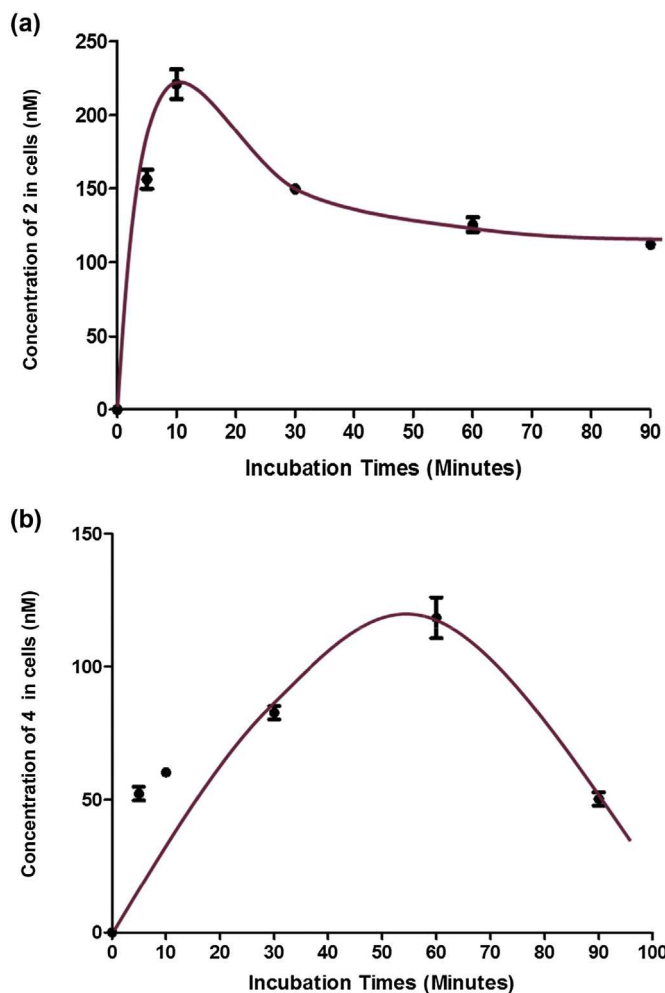 (a)
Concentration of 2 in cells (nM)
250
200
150
100
50
0
0 10 20 30 40 50 60 70 80 90
Incubation Times (Minutes)
(b)
Concentration of 4 in cells (nM)
150
100
50
0
0 10 20 30 40 50 60 70 80 90 100
Incubation Times (Minutes)